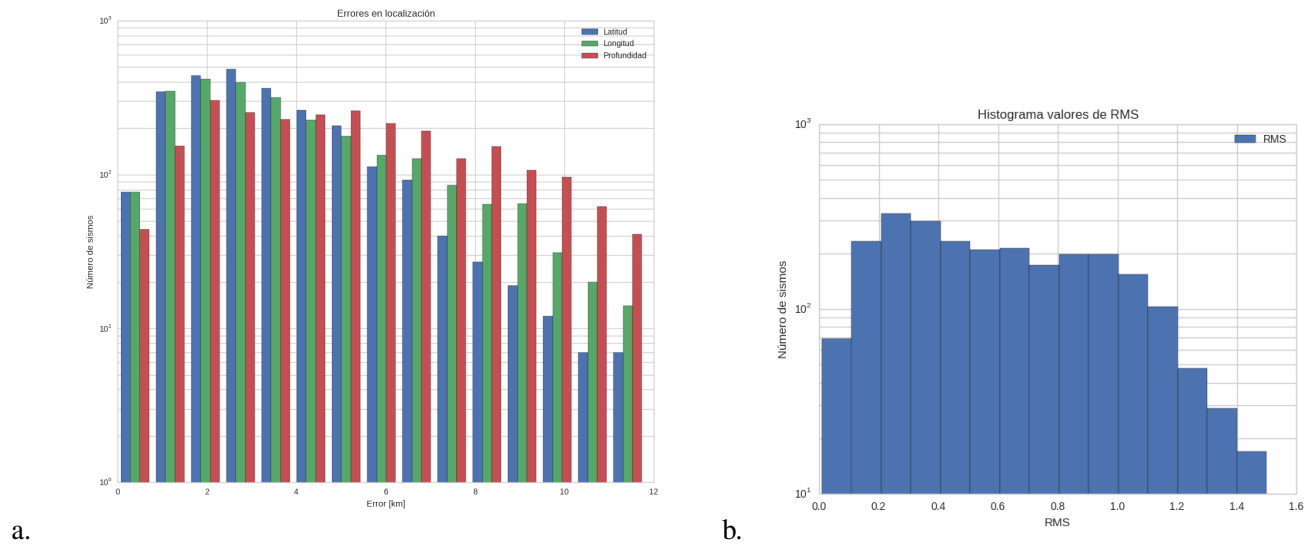 Errores en localización
Latitud
Longitud
Profundidad
10³
10²
10¹
10⁰
Número de sismos
0 2 4 6 8 10 12
Error [km]
a.
Histograma valores de RMS
RMS
10³
10²
10¹
Número de sismos
0.0 0.2 0.4 0.6 0.8 1.0 1.2 1.4 1.6
RMS
b.